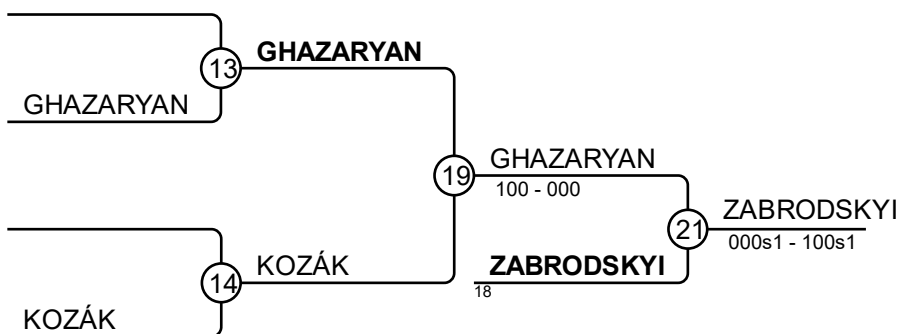 13
GHAZARYAN
GHAZARYAN
19
GHAZARYAN
100 - 000
21
ZABRODSKYI
000s1 - 100s1
14
KOZÁK
ZABRODSKYI
18
KOZÁK